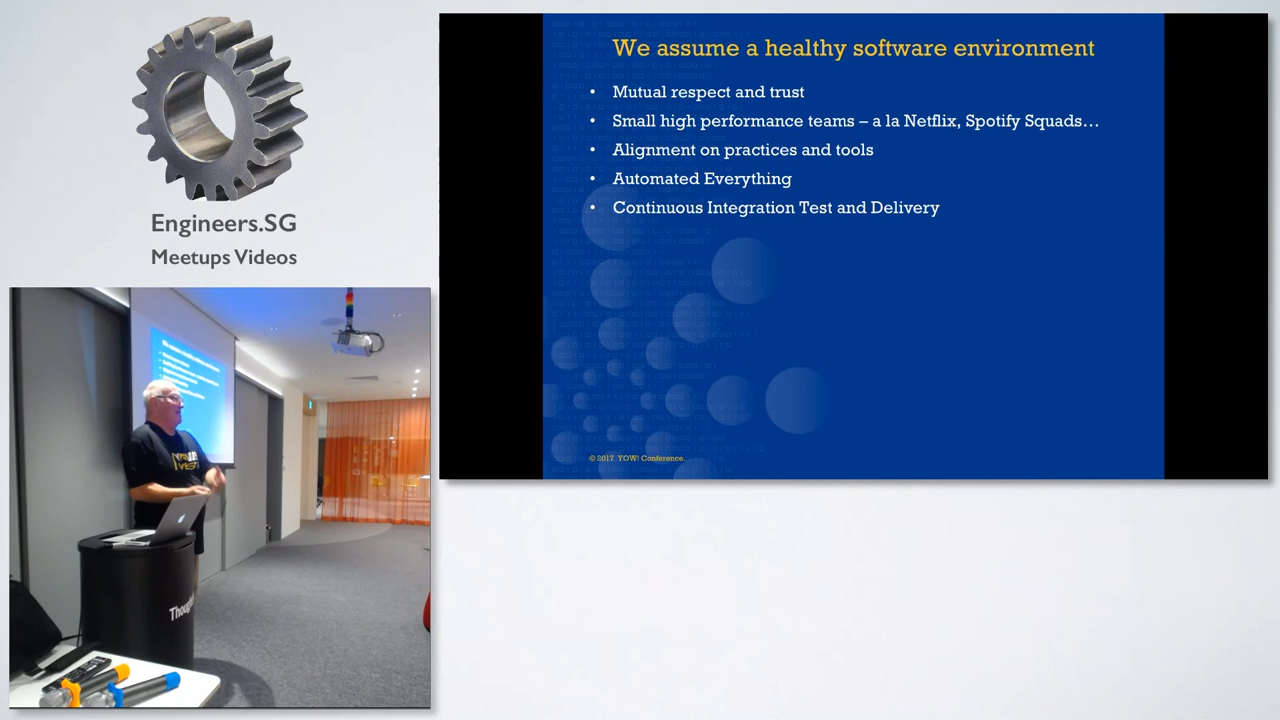 Engineers.SG
Meetups Videos
We assume a healthy software environment
• Mutual respect and trust
• Small high performance teams – a la Netflix, Spotify Squads…
• Alignment on practices and tools
• Automated Everything
• Continuous Integration Test and Delivery
© 2017 YOW! Conference.